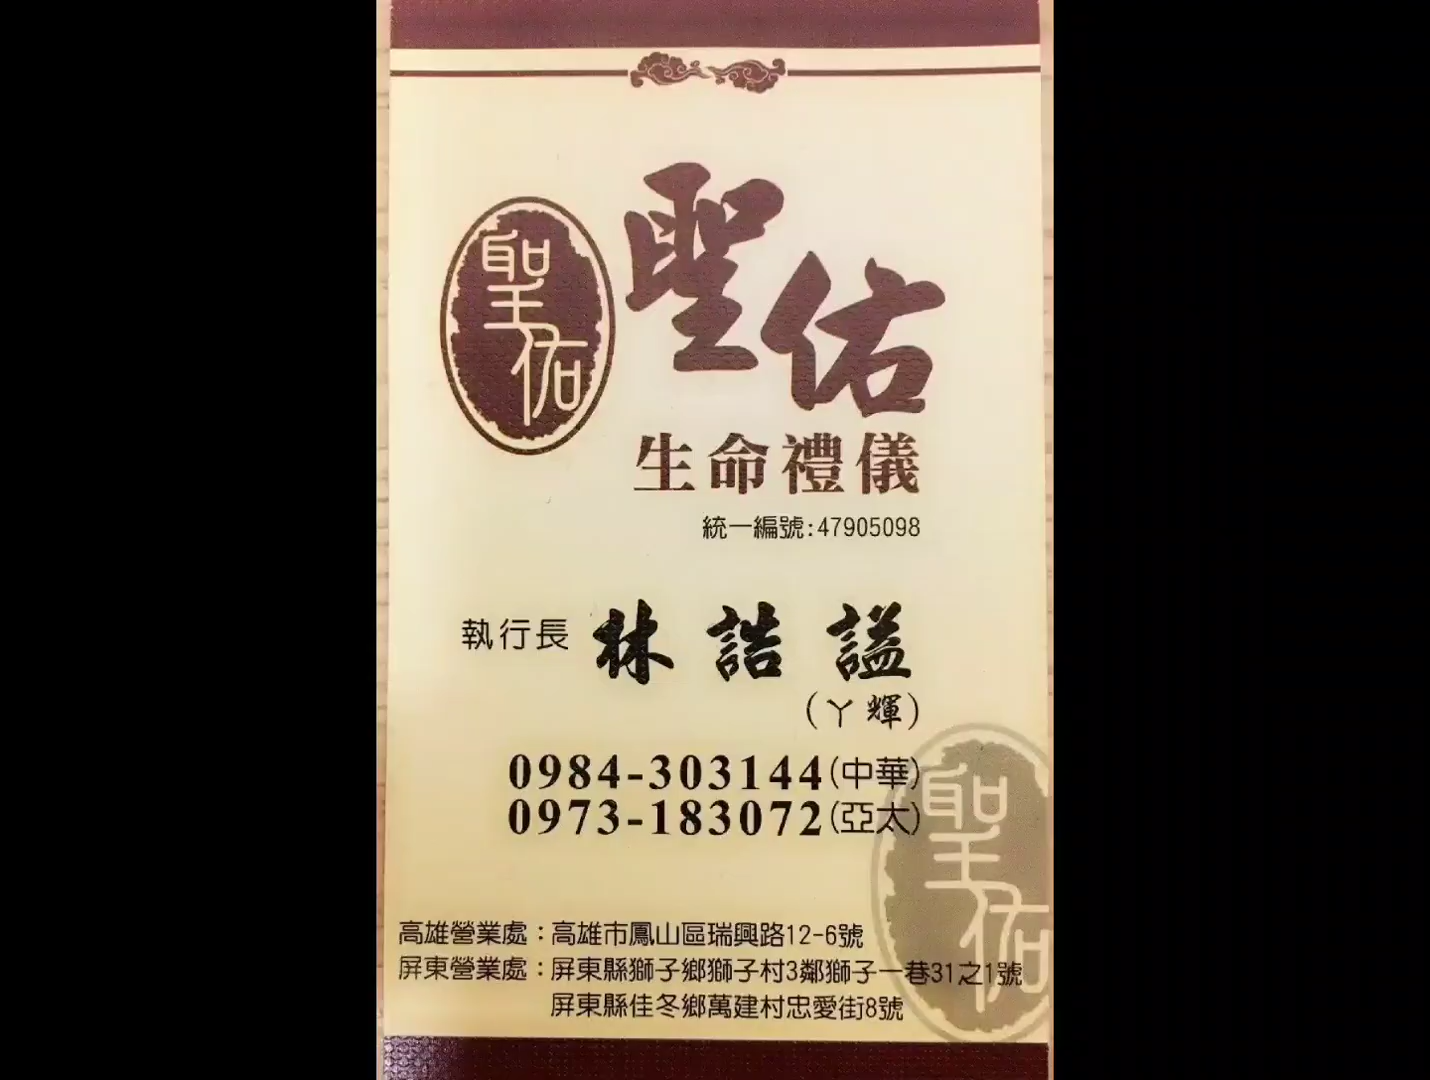 聖佑
聖佑
生命禮儀
統一編號:47905098
執行長 林誥謚
(丫輝)
0984-303144(中華)
0973-183072(亞太)
聖佑
高雄營業處：高雄市鳳山區瑞興路12-6號
屏東營業處：屏東縣獅子鄉獅子村3鄰獅子一巷31之1號
屏東縣佳冬鄉萬建村忠愛街8號